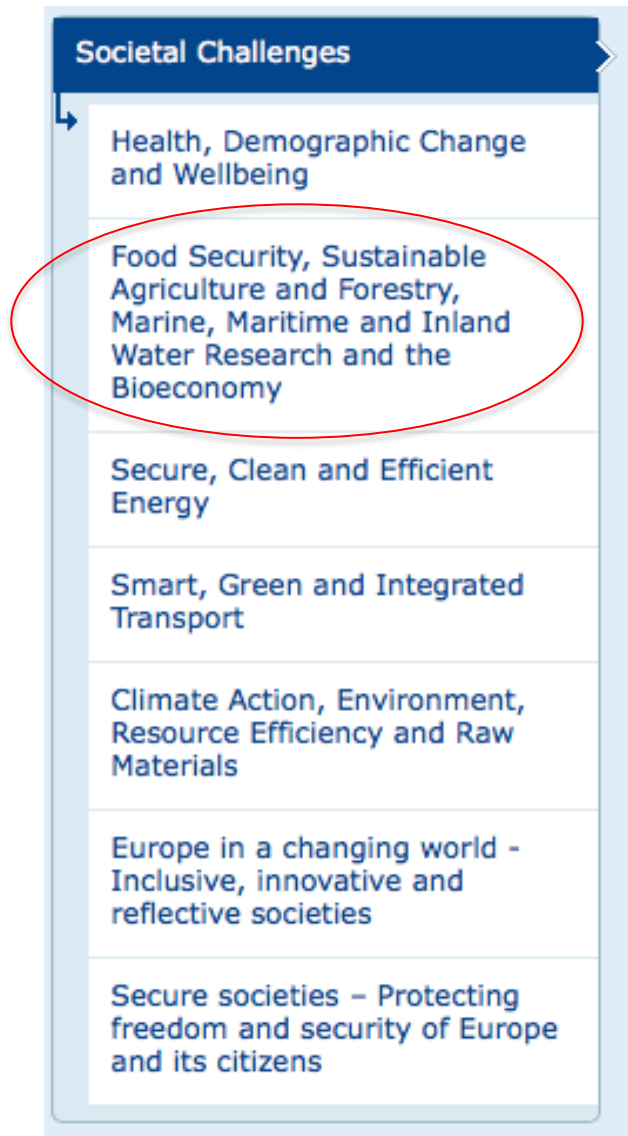 Societal Challenges
Health, Demographic Change
and Wellbeing
Food Security, Sustainable
Agriculture and Forestry,
Marine, Maritime and Inland
Water Research and the
Bioeconomy
Secure, Clean and Efficient
Energy
Smart, Green and Integrated
Transport
Climate Action, Environment,
Resource Efficiency and Raw
Materials
Europe in a changing world -
Inclusive, innovative and
reflective societies
Secure societies – Protecting
freedom and security of Europe
and its citizens